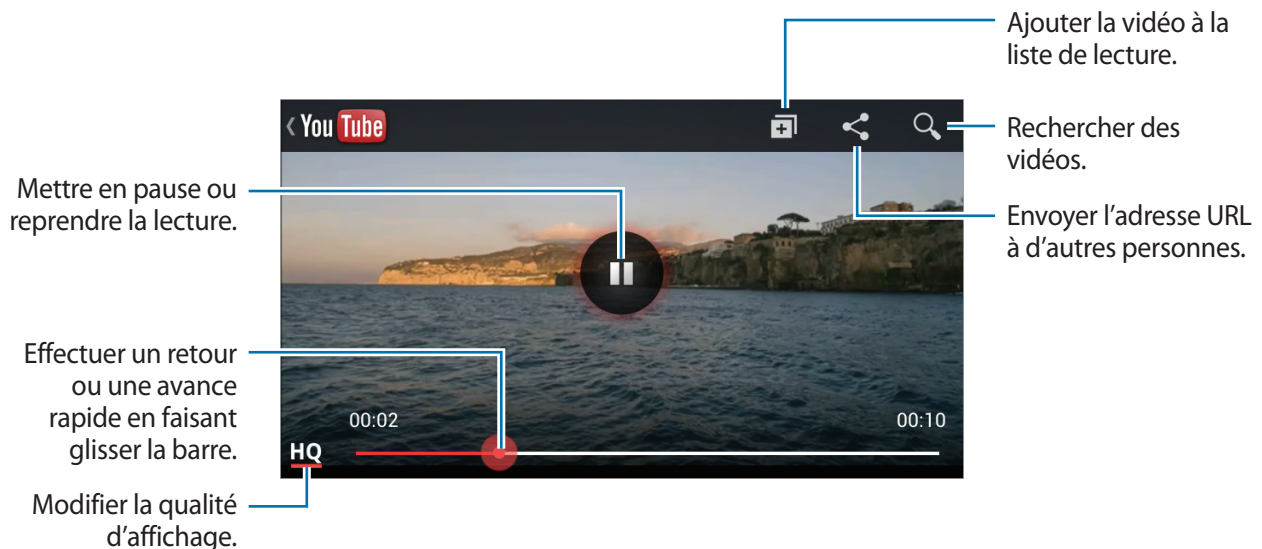 Ajouter la vidéo à la
liste de lecture.
You Tube
Rechercher des
vidéos.
Mettre en pause ou
reprendre la lecture.
Envoyer l’adresse URL
à d’autres personnes.
Effectuer un retour
ou une avance
rapide en faisant
glisser la barre.
00:02
00:10
HQ
Modifier la qualité
d’affichage.